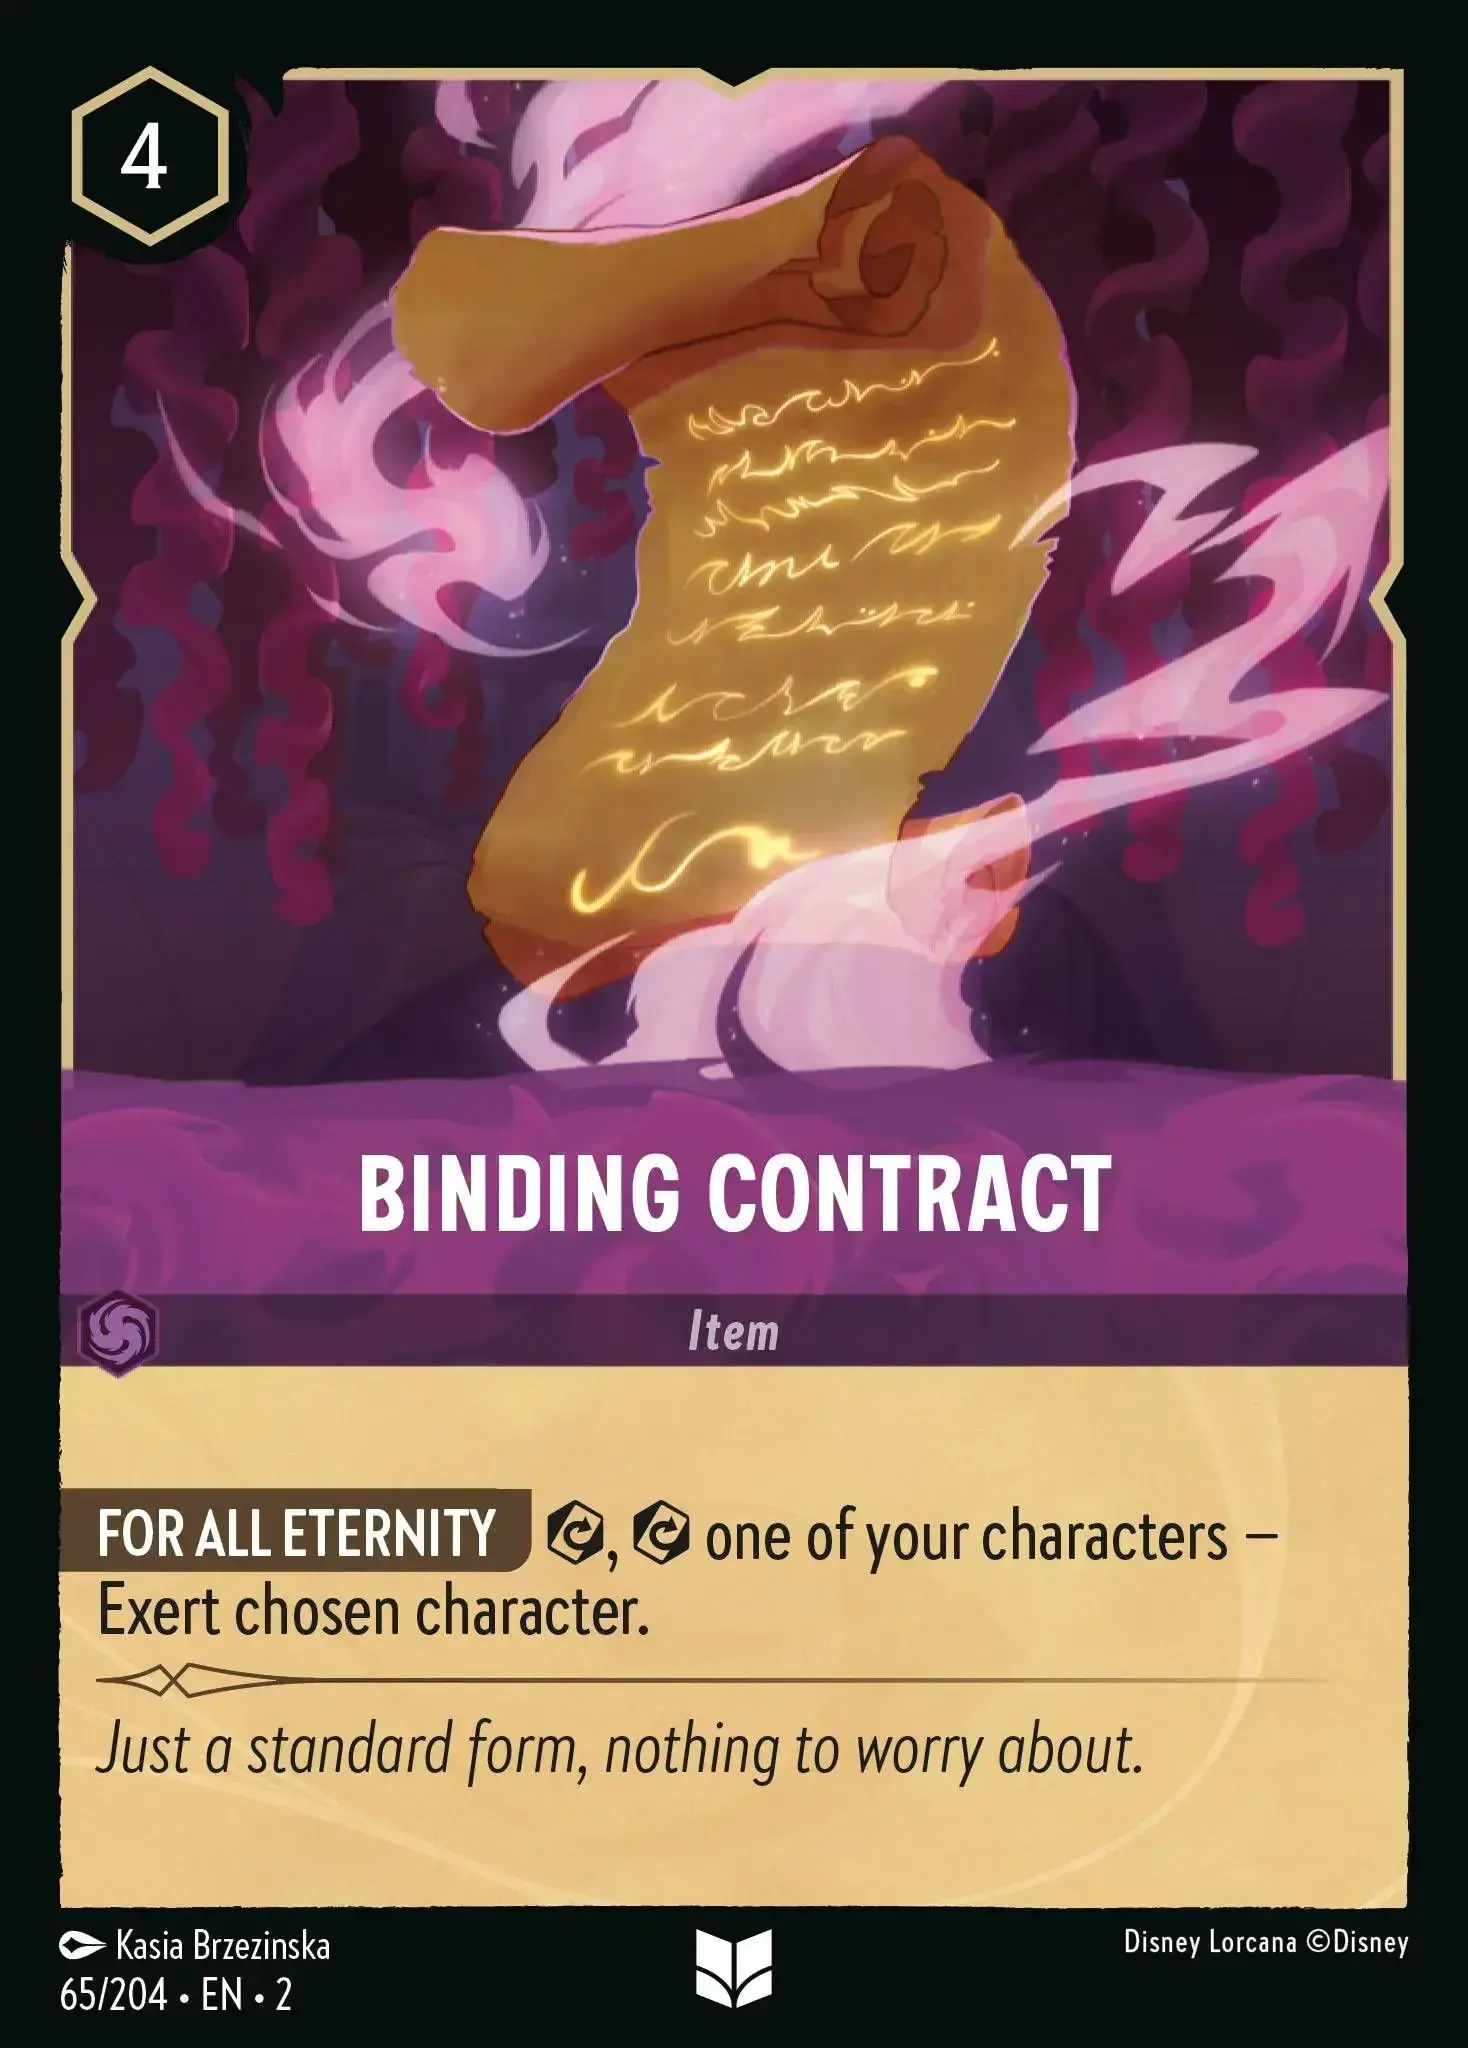 4
BINDING CONTRACT
Item
FOR ALL ETERNITY ⟳, ⟳ one of your characters –
Exert chosen character.
Just a standard form, nothing to worry about.
Kasia Brzezinska
65/204 • EN • 2
Disney Lorcana ©Disney